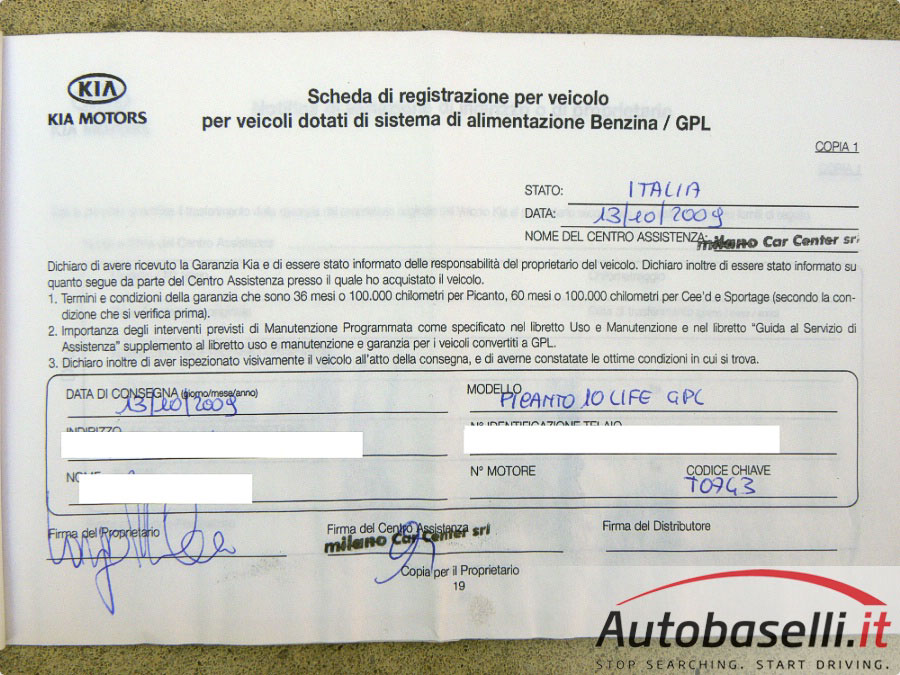 KIA
KIA MOTORS
Scheda di registrazione per veicolo
per veicoli dotati di sistema di alimentazione Benzina / GPL
COPIA 1
STATO: ITALIA
DATA: 13/10/2009
NOME DEL CENTRO ASSISTENZA: milano Car Center srl
Dichiaro di avere ricevuto la Garanzia Kia e di essere stato informato delle responsabilità del proprietario del veicolo. Dichiaro inoltre di essere stato informato su
quanto segue da parte del Centro Assistenza presso il quale ho acquistato il veicolo.
1. Termini e condizioni della garanzia che sono 36 mesi o 100.000 chilometri per Picanto, 60 mesi o 100.000 chilometri per Cee'd e Sportage (secondo la con-
dizione che si verifica prima).
2. Importanza degli interventi previsti di Manutenzione Programmata come specificato nel libretto Uso e Manutenzione e nel libretto "Guida al Servizio di
Assistenza" supplemento al libretto uso e manutenzione e garanzia per i veicoli convertiti a GPL.
3. Dichiaro inoltre di aver ispezionato visivamente il veicolo all'atto della consegna, e di averne constatate le ottime condizioni in cui si trova.
DATA DI CONSEGNA (giorno/mese/anno) MODELLO
13/10/2009 PICANTO 10 LIFE GPL
INDIRIZZO N° IDENTIFICAZIONE TELAIO
N° MOTORE CODICE CHIAVE
T0743
Firma del Proprietario Firma del Centro Assistenza Firma del Distributore
milano Car Center srl
Copia per il Proprietario
19
Autobaselli.it
STOP SEARCHING. START DRIVING.